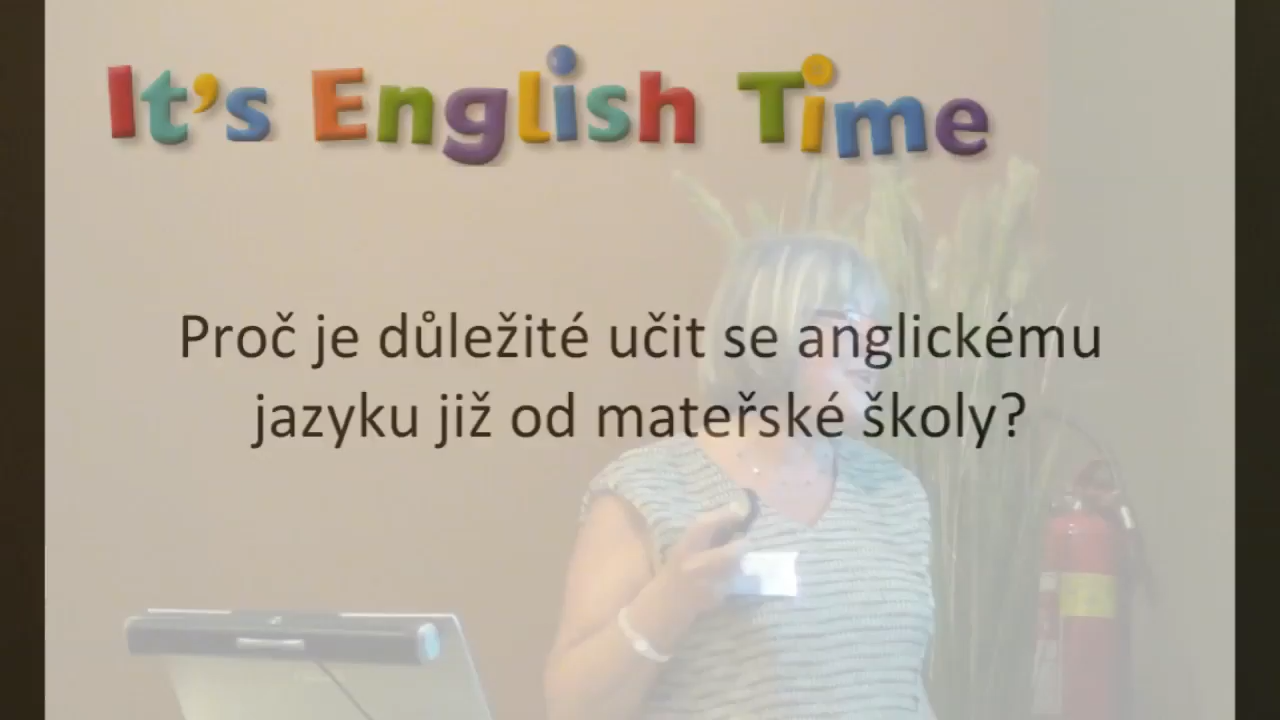 It's English Time
Proč je důležité učit se anglickému
jazyku již od mateřské školy?